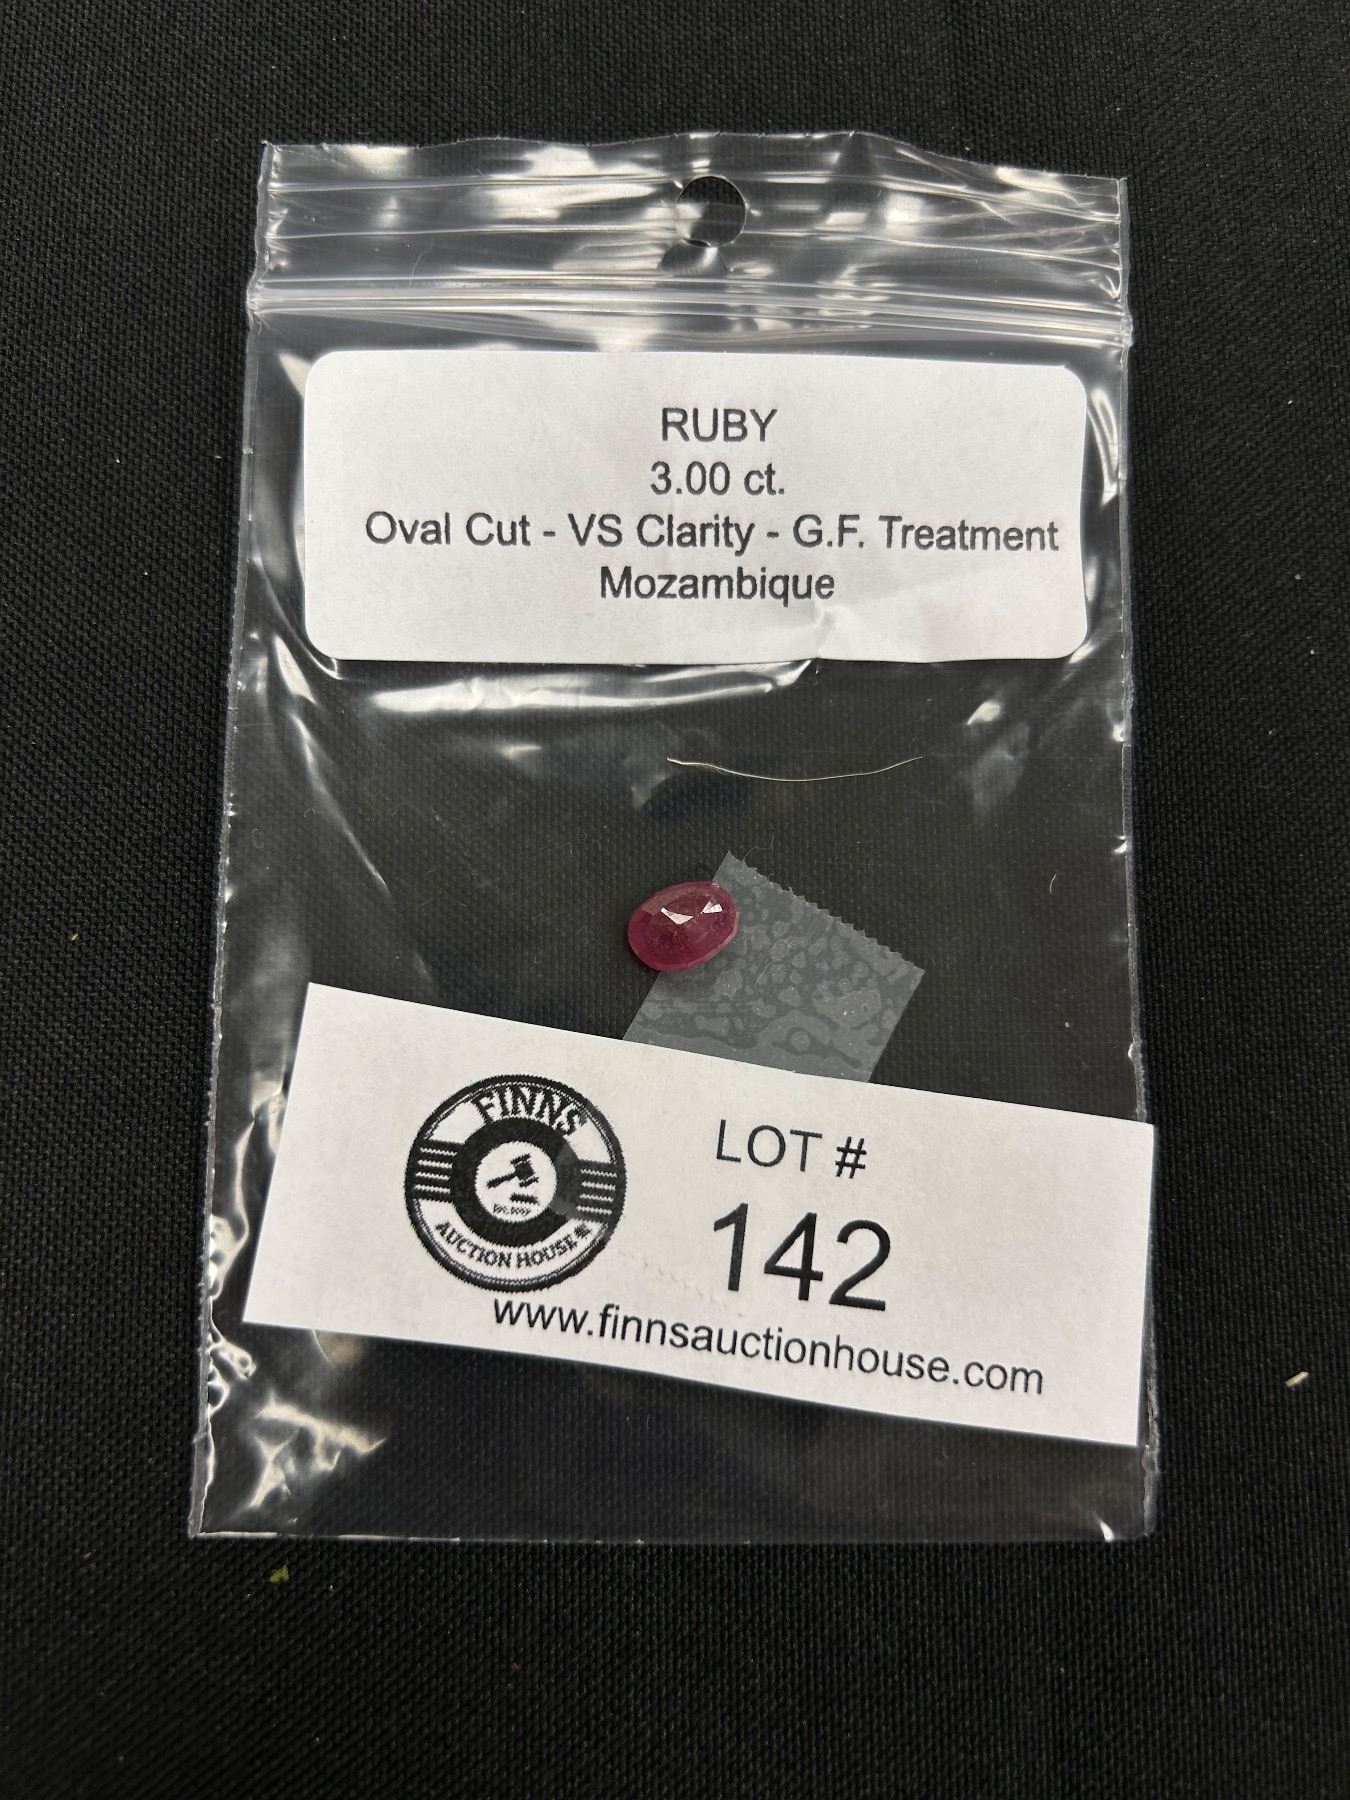 RUBY
3.00 ct.
Oval Cut - VS Clarity - G.F. Treatment
Mozambique
FINNS
AUCTION HOUSE
LOT #
142
www.finnsauctionhouse.com